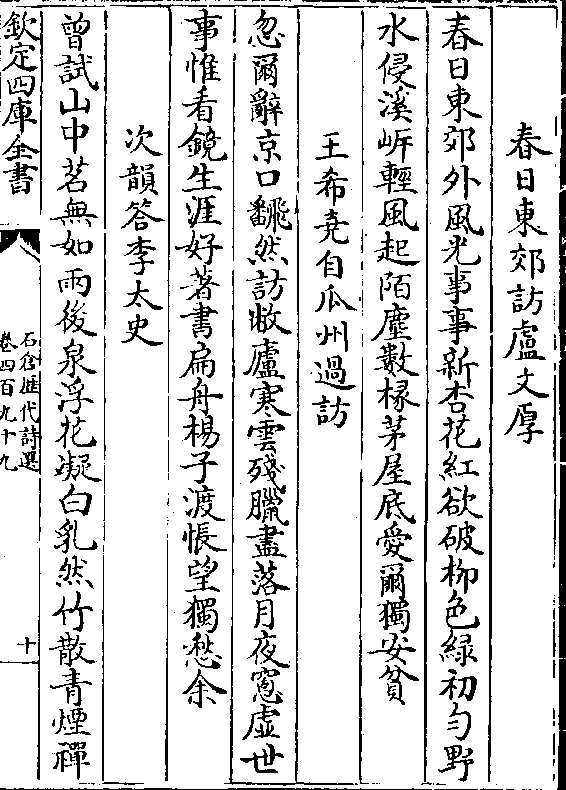 春日東郊訪盧文厚
春日東郊外風光事事新杏花紅欲破柳色綠初勻野
水侵溪㟁輕風起陌塵數椽茅屋底愛爾獨安貧
王希堯自瓜州過訪
忽爾辭京口飜然訪敝廬寒雲殘臘盡落月夜窻虛世
事惟看鏡生涯好著書扁舟楊子渡悵望獨愁余
次韻答李太史
曾試山中茗無如雨後泉浮花凝白乳然竹散青煙禪
欽定四庫全書
石倉歷代詩選
卷四百九十九
十